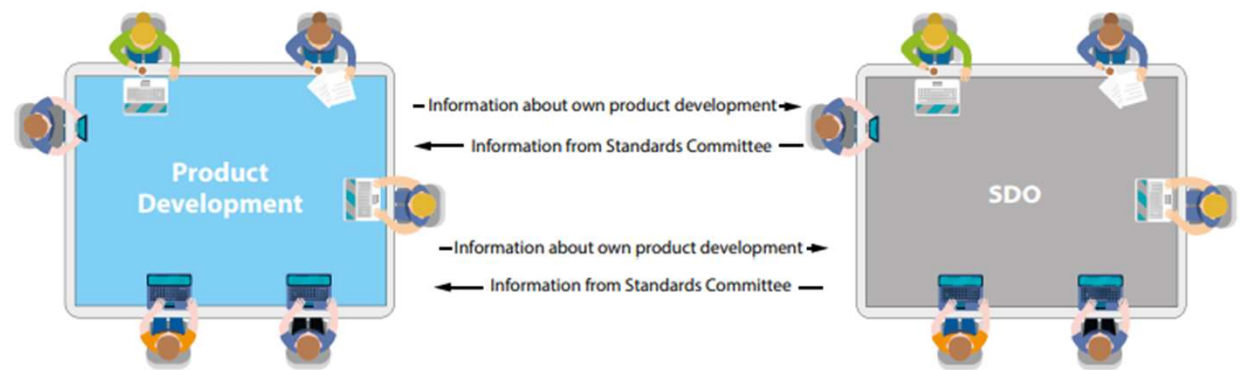 Information about own product development
Information from Standards Committee
Product
Development
SDO
Information about own product development
Information from Standards Committee